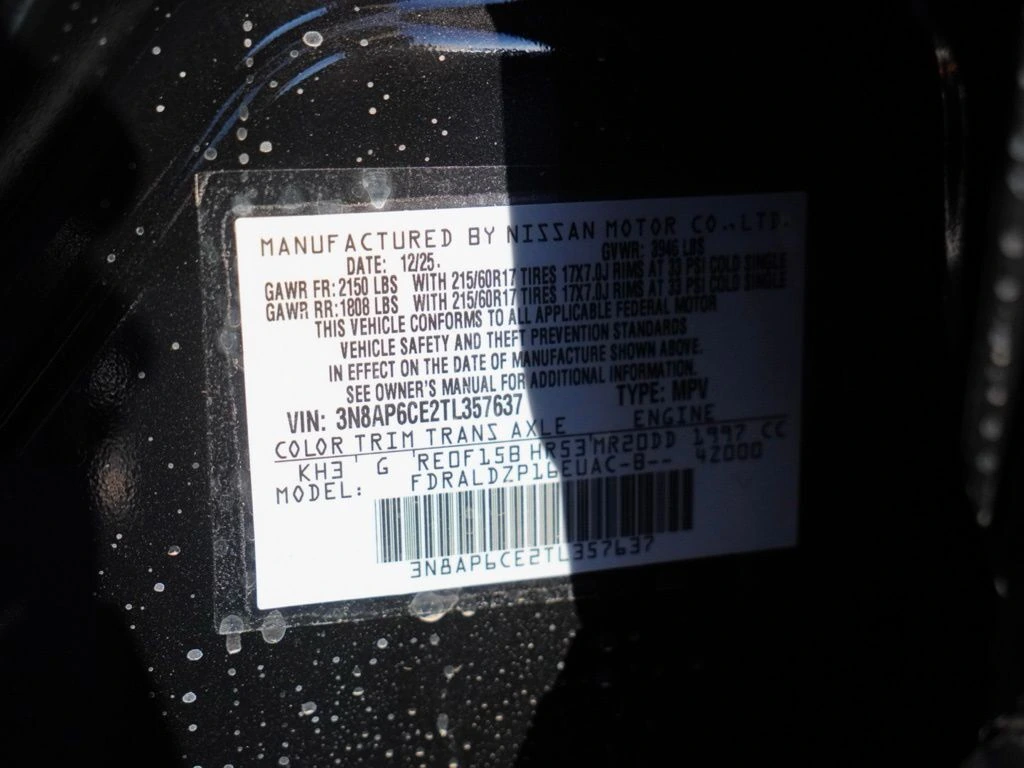 MANUFACTURED BY NISSAN MOTOR CO., LTD.
DATE: 12/25. GVWR: 3946 LBS
GAWR FR: 2150 LBS WITH 215/60R17 TIRES 17X7.0J RIMS AT 33 PSI COLD SINGLE
GAWR RR: 1808 LBS WITH 215/60R17 TIRES 17X7.0J RIMS AT 33 PSI COLD SINGLE
THIS VEHICLE CONFORMS TO ALL APPLICABLE FEDERAL MOTOR
VEHICLE SAFETY AND THEFT PREVENTION STANDARDS
IN EFFECT ON THE DATE OF MANUFACTURE SHOWN ABOVE.
SEE OWNER'S MANUAL FOR ADDITIONAL INFORMATION.
VIN: 3N8AP6CE2TL357637 TYPE: MPV
COLOR TRIM TRANS AXLE ENGINE
KH3 G RE0F15B HR53 MR20DD 1997 CC
MODEL: FDRALDZP16EUAC-B-- 42000
3N8AP6CE2TL357637